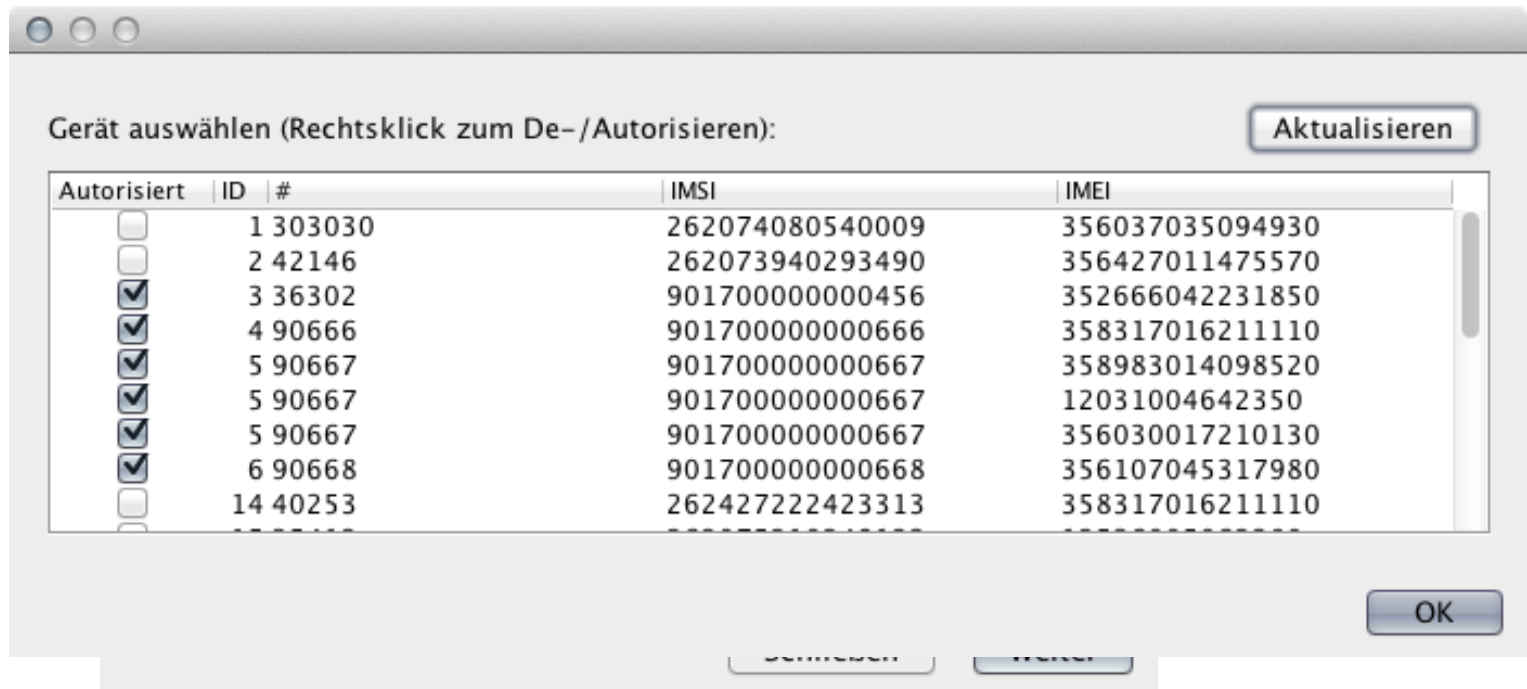 Gerät auswählen (Rechtsklick zum De-/Autorisieren):
Aktualisieren
Autorisiert ID # IMSI IMEI
1 303030 262074080540009 356037035094930
2 42146 262073940293490 356427011475570
3 36302 901700000000456 352666042231850
4 90666 901700000000666 358317016211110
5 90667 901700000000667 358983014098520
5 90667 901700000000667 12031004642350
5 90667 901700000000667 356030017210130
6 90668 901700000000668 356107045317980
14 40253 262427222423313 358317016211110
OK